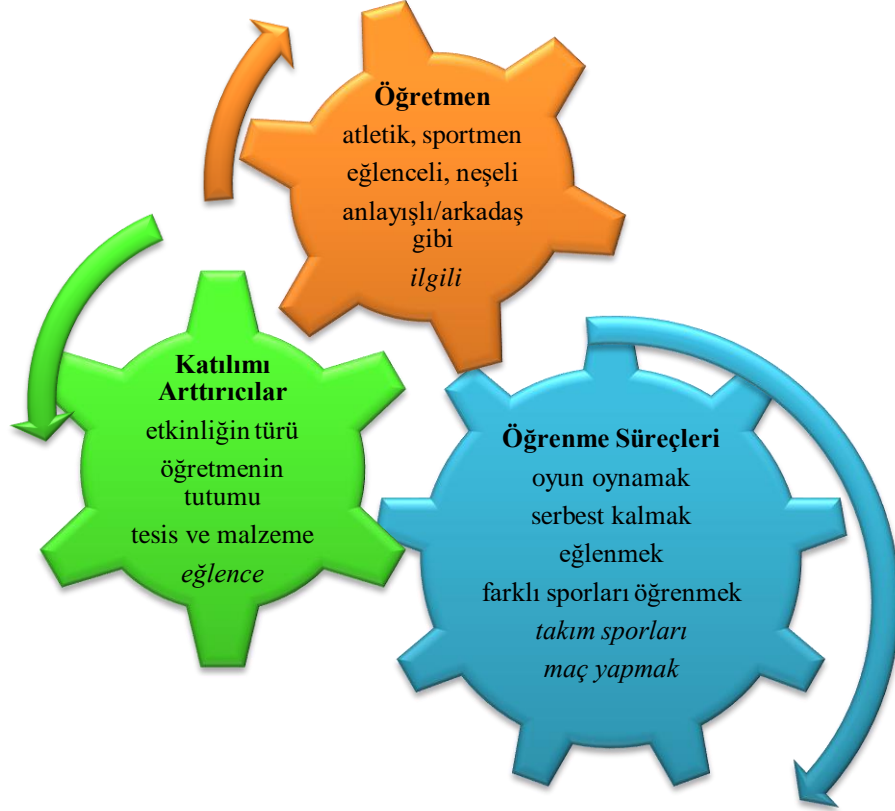 Öğretmen
atletik, sportmen
eğlenceli, neşeli
anlayışlı/arkadaş
gibi
ilgili
Katılımı
Arttırıcılar
etkinliğin türü
öğretmenin
tutumu
tesis ve malzeme
eğlence
Öğrenme Süreçleri
oyun oynamak
serbest kalmak
eğlenmek
farklı sporları öğrenmek
takım sporları
maç yapmak